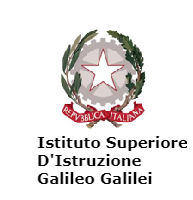 REPVBBLICA ITALIANA
Istituto Superiore
D'Istruzione
Galileo Galilei